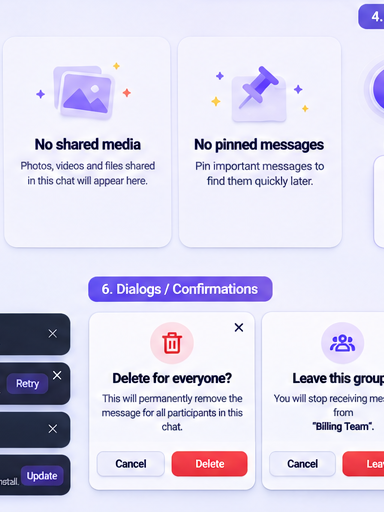 4.
No shared media
Photos, videos and files shared
in this chat will appear here.
No pinned messages
Pin important messages to
find them quickly later.
6. Dialogs / Confirmations
Retry
nstall.
Update
Delete for everyone?
This will permanently remove the
message for all participants in this
chat.
Cancel
Delete
Leave this group
You will stop receiving mes
from
"Billing Team".
Cancel
Leav